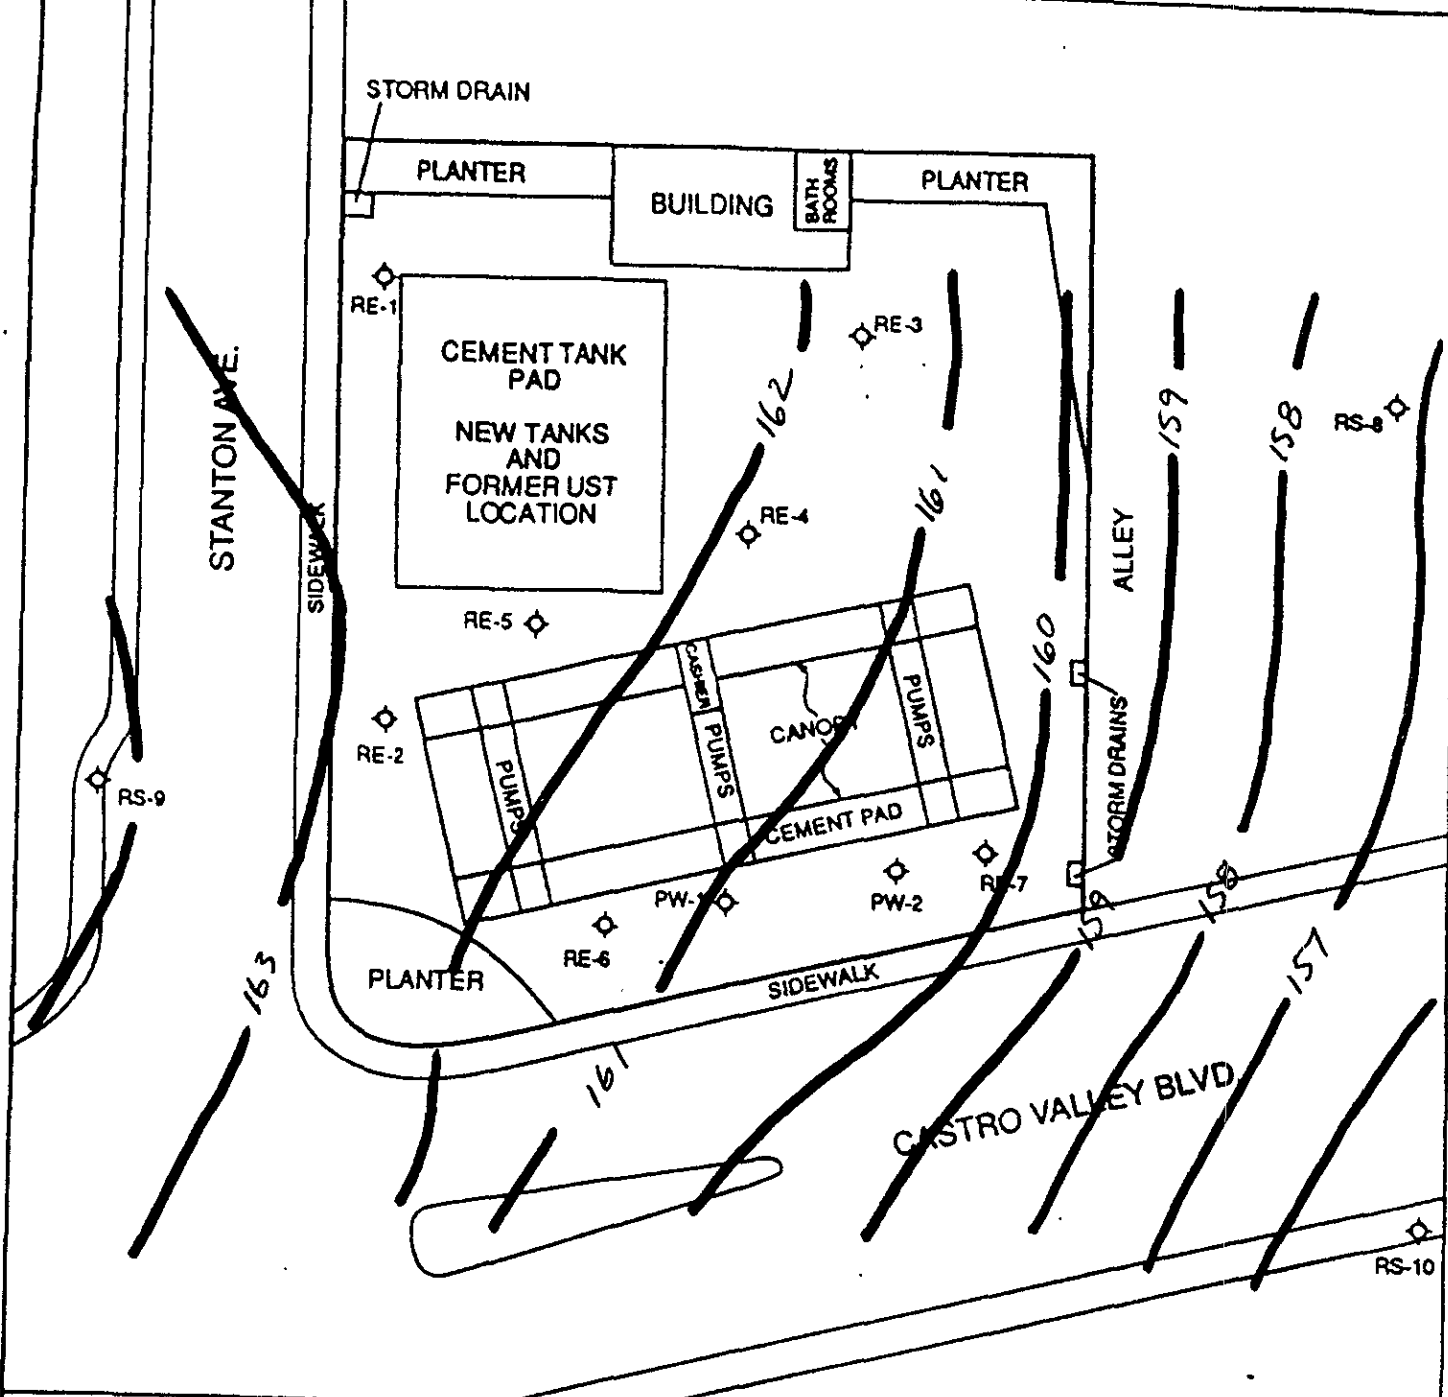 STORM DRAIN
PLANTER
BUILDING
BATH
ROOMS
PLANTER
RE-1
CEMENT TANK
PAD
NEW TANKS
AND
FORMER UST
LOCATION
RE-3
162
159
158
RS-8
STANTON AVE.
SIDEWALK
161
RE-4
ALLEY
RE-5
160
CASHIER
PUMPS
PUMPS
PUMPS
CANOPY
RE-2
RS-9
STORM DRAINS
CEMENT PAD
RE-7
PW-1
PW-2
RE-6
159
158
157
163
PLANTER
SIDEWALK
161
CASTRO VALLEY BLVD.
RS-10